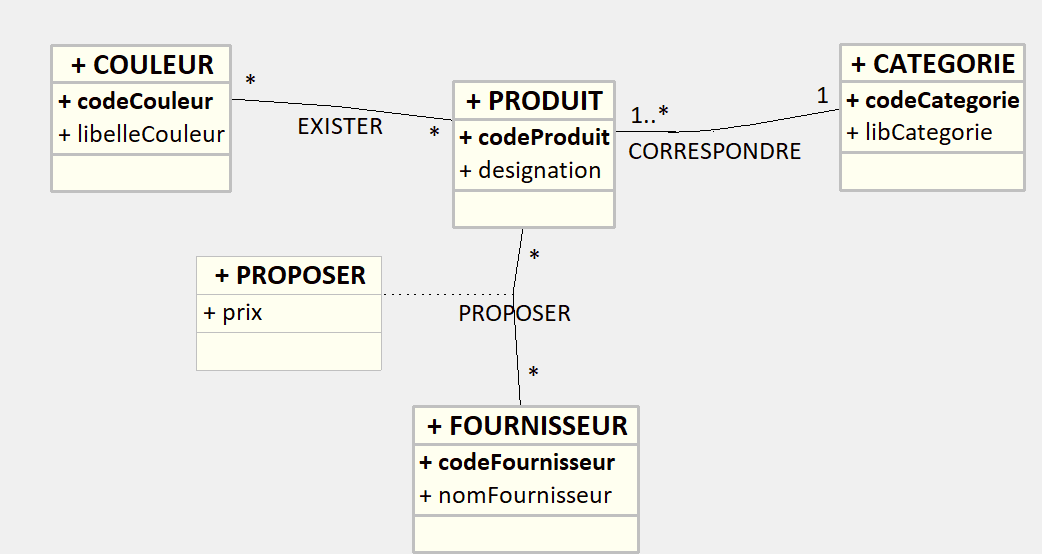 + COULEUR
+ codeCouleur
+ libelleCouleur
*
EXISTER
*
+ PRODUIT
+ codeProduit
+ designation
1..*
1
CORRESPONDRE
+ CATEGORIE
+ codeCategorie
+ libCategorie
*
+ PROPOSER
+ prix
PROPOSER
*
+ FOURNISSEUR
+ codeFournisseur
+ nomFournisseur